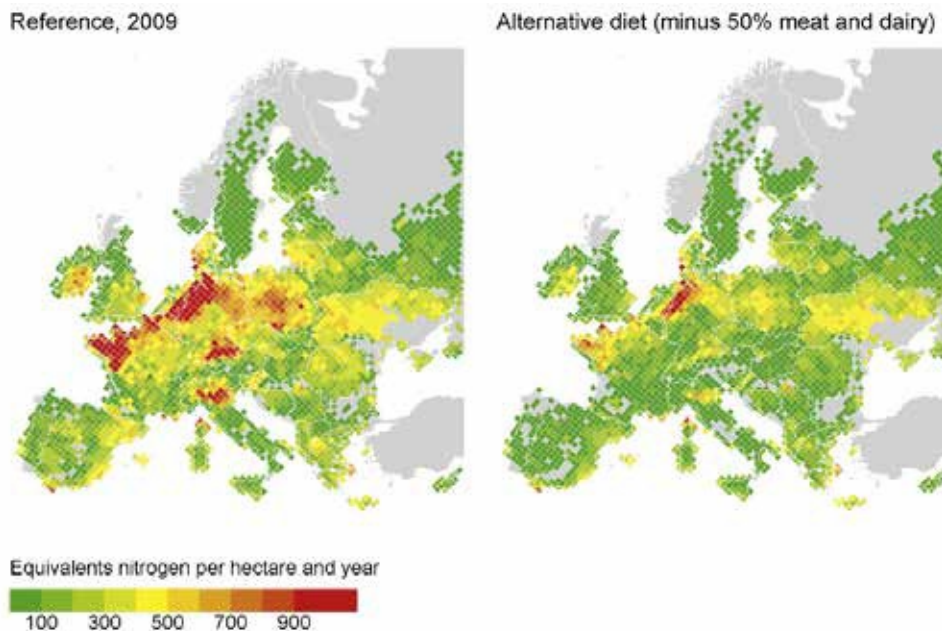 Reference, 2009
Alternative diet (minus 50% meat and dairy)
Equivalents nitrogen per hectare and year
100 300 500 700 900